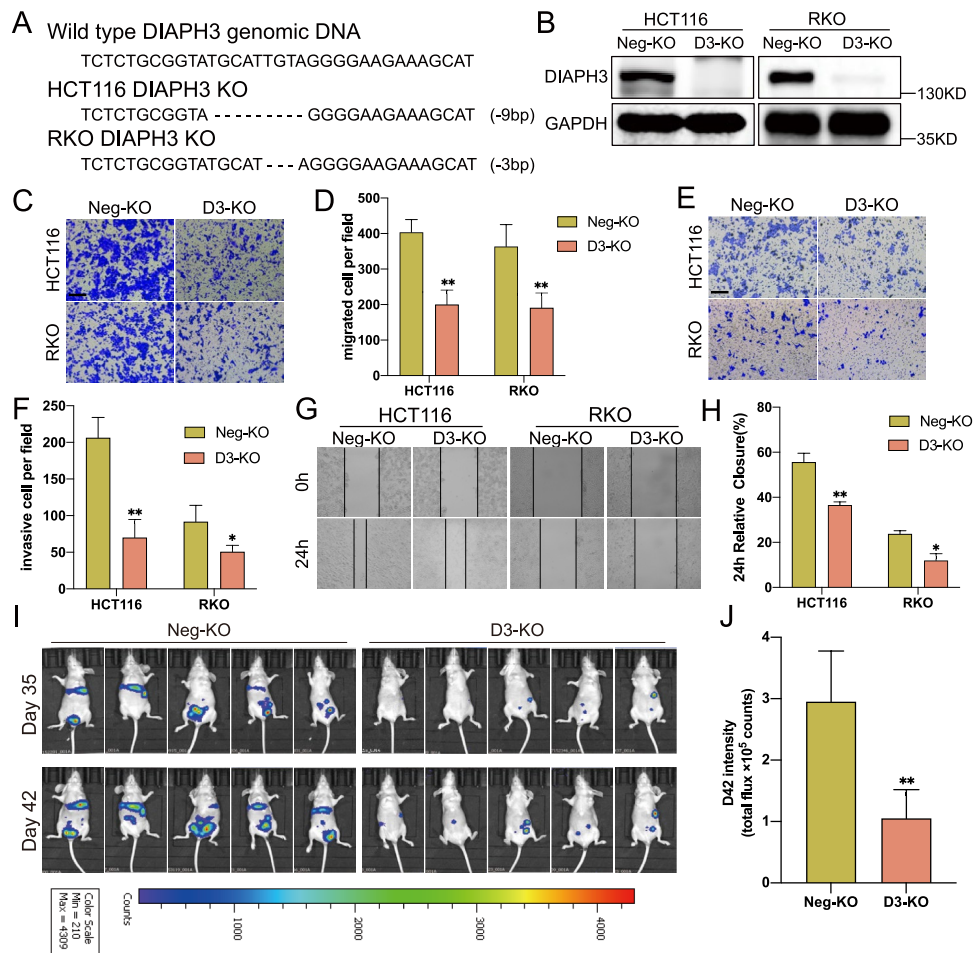 A
Wild type DIAPH3 genomic DNA
TCTCTGCGGTATGCATTGTAGGGGAAGAAAGCAT
HCT116 DIAPH3 KO
TCTCTGCGGTA - - - - - - - - - GGGGAAGAAAGCAT (-9bp)
RKO DIAPH3 KO
TCTCTGCGGTATGCAT - - - AGGGGAAGAAAGCAT (-3bp)
B
HCT116 RKO
Neg-KO D3-KO Neg-KO D3-KO
DIAPH3
130KD
GAPDH
35KD
C
Neg-KO D3-KO
HCT116
RKO
D
migrated cell per field
500
400
300
200
100
0
** **
HCT116 RKO
Neg-KO
D3-KO
E
Neg-KO D3-KO
HCT116
RKO
F
invasive cell per field
250
200
150
100
50
0
** *
HCT116 RKO
Neg-KO
D3-KO
G
HCT116 RKO
Neg-KO D3-KO Neg-KO D3-KO
0h
24h
H
24h Relative Closure(%)
80
60
40
20
0
** *
HCT116 RKO
Neg-KO
D3-KO
I
Neg-KO D3-KO
Day 35
Day 42
Color Scale
Min = 210
Max = 4309
Counts
1000 2000 3000 4000
J
D42 intensity
(total flux ×10⁵ counts)
4
3
2
1
0
**
Neg-KO D3-KO